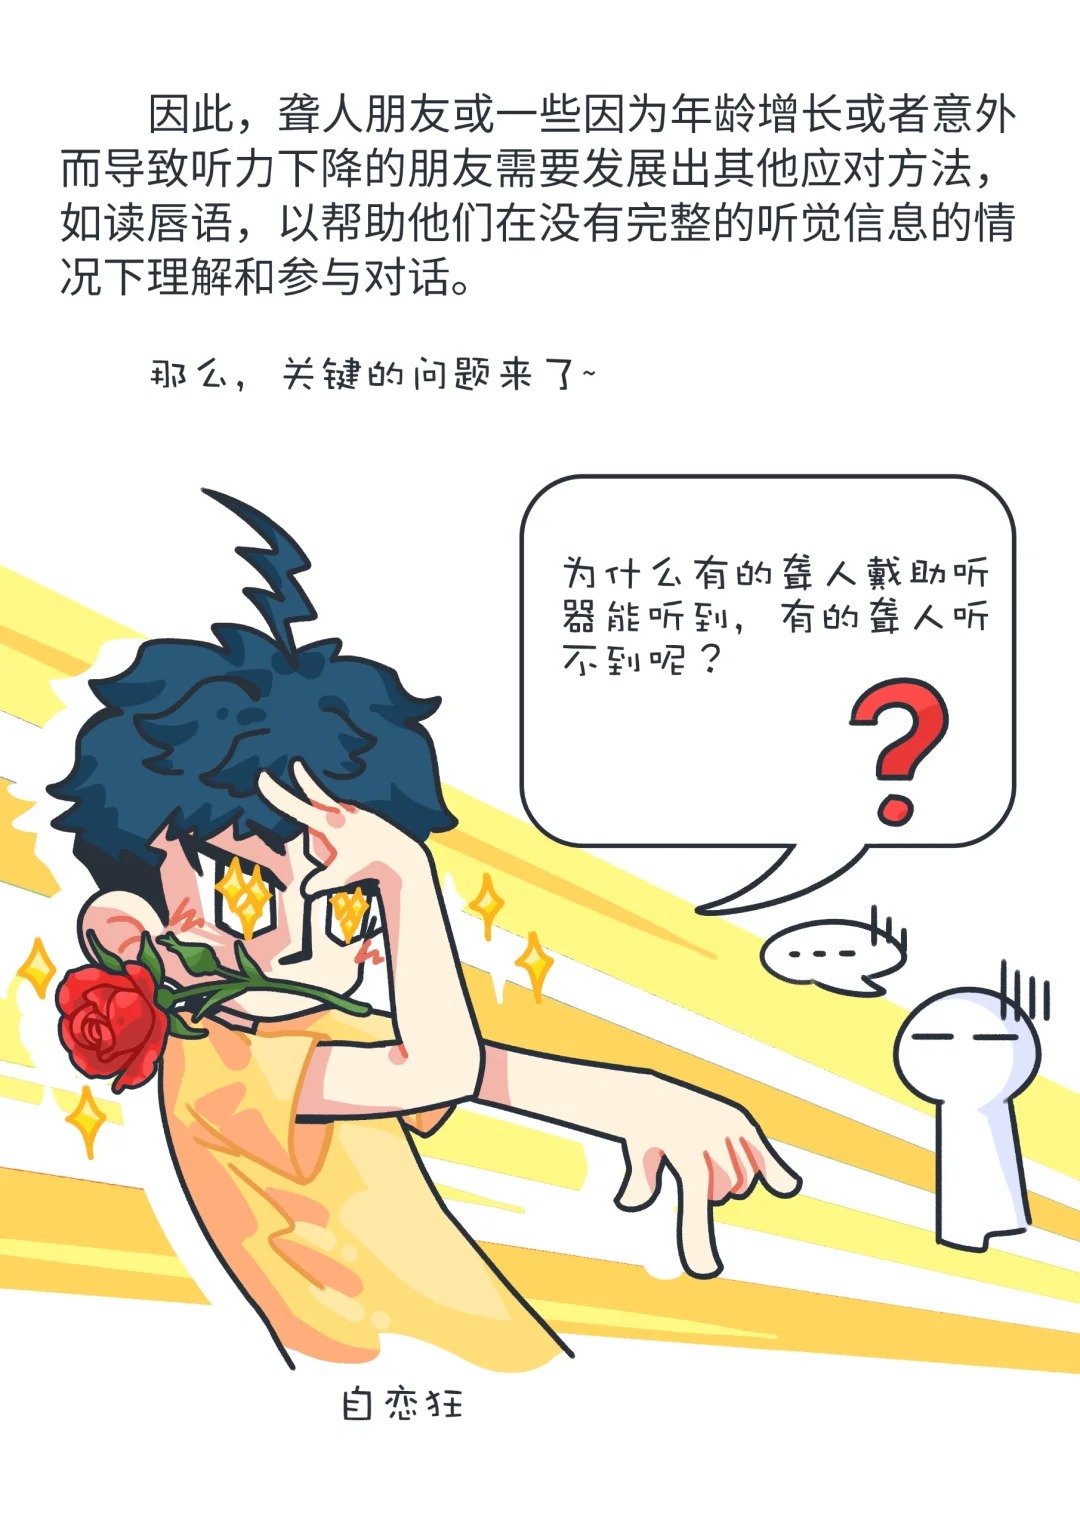 因此，聋人朋友或一些因为年龄增长或者意外
而导致听力下降的朋友需要发展出其他应对方法，
如读唇语，以帮助他们在没有完整的听觉信息的情
况下理解和参与对话。
那么，关键的问题来了~
为什么有的聋人戴助听
器能听到，有的聋人听
不到呢？
?
---
自恋狂